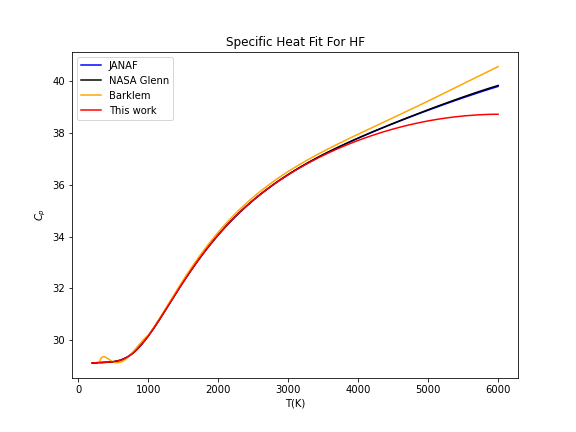 Specific Heat Fit For HF
JANAF
NASA Glenn
Barklem
This work
40
38
36
34
32
30
C_p
0 1000 2000 3000 4000 5000 6000
T(K)